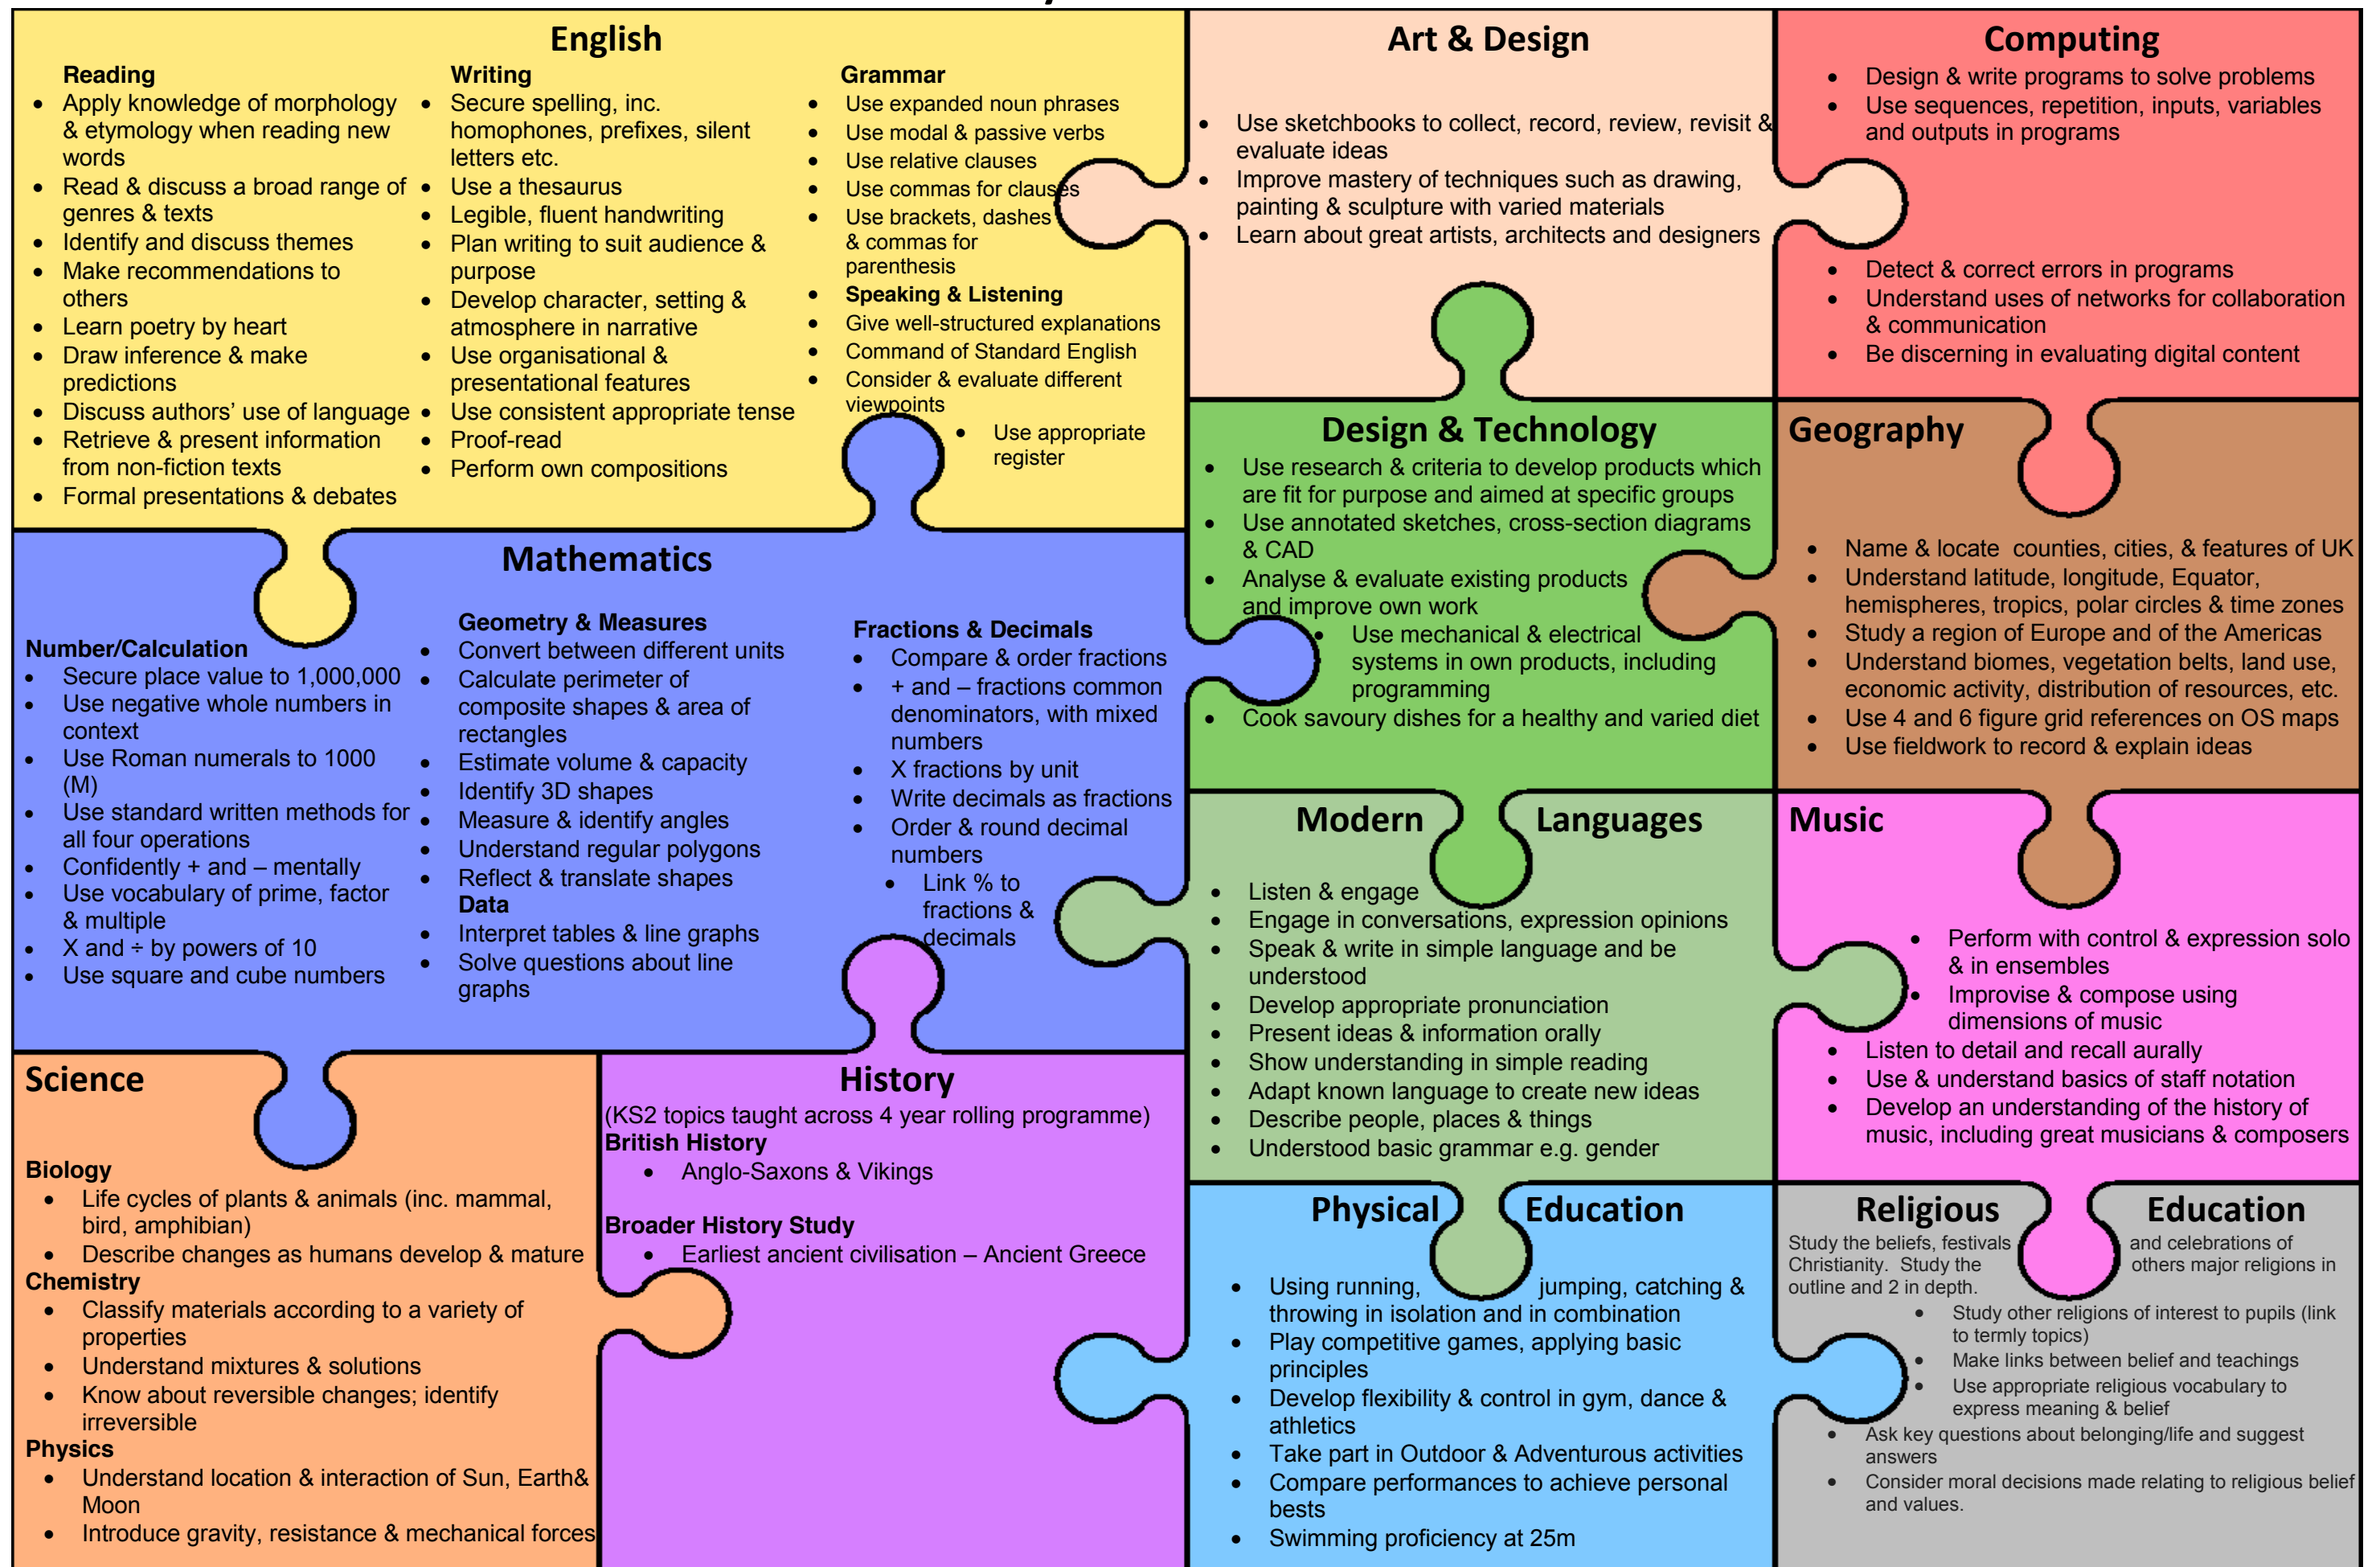 English
Reading
• Apply knowledge of morphology
& etymology when reading new
words
• Read & discuss a broad range of
genres & texts
• Identify and discuss themes
• Make recommendations to
others
• Learn poetry by heart
• Draw inference & make
predictions
• Discuss authors’ use of language
• Retrieve & present information
from non-fiction texts
• Formal presentations & debates
Writing
• Secure spelling, inc.
homophones, prefixes, silent
letters etc.
• Use a thesaurus
• Legible, fluent handwriting
• Plan writing to suit audience &
purpose
• Develop character, setting &
atmosphere in narrative
• Use organisational &
presentational features
• Use consistent appropriate tense
• Proof-read
• Perform own compositions
Grammar
• Use expanded noun phrases
• Use modal & passive verbs
• Use relative clauses
• Use commas for clauses
• Use brackets, dashes
& commas for
parenthesis
• Speaking & Listening
• Give well-structured explanations
• Command of Standard English
• Consider & evaluate different
viewpoints
• Use appropriate
register
Art & Design
• Use sketchbooks to collect, record, review, revisit &
evaluate ideas
• Improve mastery of techniques such as drawing,
painting & sculpture with varied materials
• Learn about great artists, architects and designers
Computing
• Design & write programs to solve problems
• Use sequences, repetition, inputs, variables
and outputs in programs
• Detect & correct errors in programs
• Understand uses of networks for collaboration
& communication
• Be discerning in evaluating digital content
Mathematics
Number/Calculation
• Secure place value to 1,000,000
• Use negative whole numbers in
context
• Use Roman numerals to 1000
(M)
• Use standard written methods for
all four operations
• Confidently + and – mentally
• Use vocabulary of prime, factor
& multiple
• X and ÷ by powers of 10
• Use square and cube numbers
Geometry & Measures
• Convert between different units
• Calculate perimeter of
composite shapes & area of
rectangles
• Estimate volume & capacity
• Identify 3D shapes
• Measure & identify angles
• Understand regular polygons
• Reflect & translate shapes
Data
• Interpret tables & line graphs
• Solve questions about line
graphs
Fractions & Decimals
• Compare & order fractions
• + and – fractions common
denominators, with mixed
numbers
• X fractions by unit
• Write decimals as fractions
• Order & round decimal
numbers
• Link % to
fractions &
decimals
Design & Technology
• Use research & criteria to develop products which
are fit for purpose and aimed at specific groups
• Use annotated sketches, cross-section diagrams
& CAD
• Analyse & evaluate existing products
and improve own work
• Use mechanical & electrical
systems in own products, including
programming
• Cook savoury dishes for a healthy and varied diet
Geography
• Name & locate counties, cities, & features of UK
• Understand latitude, longitude, Equator,
hemispheres, tropics, polar circles & time zones
• Study a region of Europe and of the Americas
• Understand biomes, vegetation belts, land use,
economic activity, distribution of resources, etc.
• Use 4 and 6 figure grid references on OS maps
• Use fieldwork to record & explain ideas
Modern Languages
• Listen & engage
• Engage in conversations, expression opinions
• Speak & write in simple language and be
understood
• Develop appropriate pronunciation
• Present ideas & information orally
• Show understanding in simple reading
• Adapt known language to create new ideas
• Describe people, places & things
• Understood basic grammar e.g. gender
Music
• Perform with control & expression solo
& in ensembles
• Improvise & compose using
dimensions of music
• Listen to detail and recall aurally
• Use & understand basics of staff notation
• Develop an understanding of the history of
music, including great musicians & composers
Science
Biology
• Life cycles of plants & animals (inc. mammal,
bird, amphibian)
• Describe changes as humans develop & mature
Chemistry
• Classify materials according to a variety of
properties
• Understand mixtures & solutions
• Know about reversible changes; identify
irreversible
Physics
• Understand location & interaction of Sun, Earth&
Moon
• Introduce gravity, resistance & mechanical forces
History
(KS2 topics taught across 4 year rolling programme)
British History
• Anglo-Saxons & Vikings
Broader History Study
• Earliest ancient civilisation – Ancient Greece
Physical Education
• Using running, jumping, catching &
throwing in isolation and in combination
• Play competitive games, applying basic
principles
• Develop flexibility & control in gym, dance &
athletics
• Take part in Outdoor & Adventurous activities
• Compare performances to achieve personal
bests
• Swimming proficiency at 25m
Religious Education
Study the beliefs, festivals and celebrations of
Christianity. Study the others major religions in
outline and 2 in depth.
• Study other religions of interest to pupils (link
to termly topics)
• Make links between belief and teachings
• Use appropriate religious vocabulary to
express meaning & belief
• Ask key questions about belonging/life and suggest
answers
• Consider moral decisions made relating to religious belief
and values.